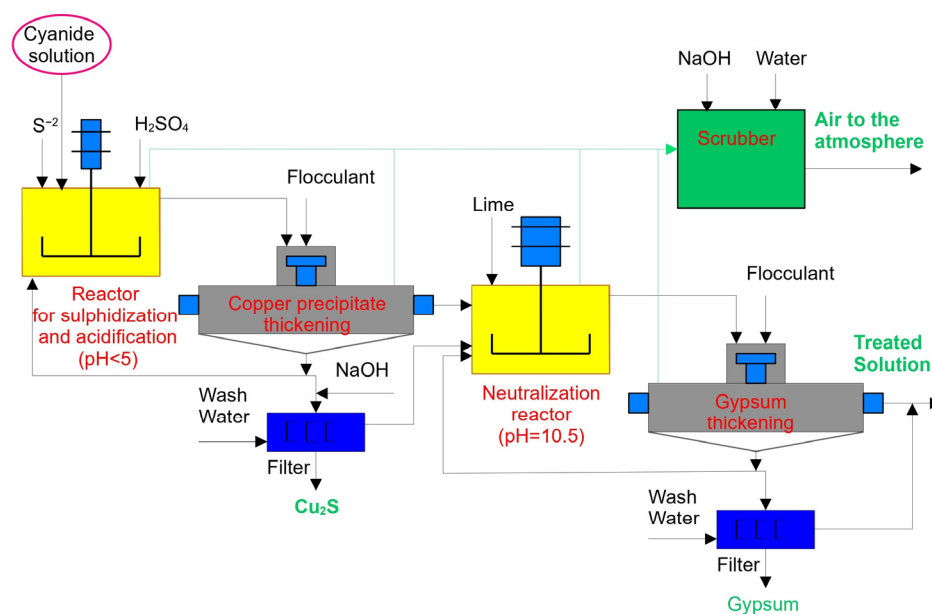 Cyanide
solution
S⁻²
H₂SO₄
NaOH
Water
Scrubber
Air to the
atmosphere
Flocculant
Lime
Reactor
for sulphidization
and acidification
(pH<5)
Copper precipitate
thickening
Flocculant
Treated
Solution
NaOH
Wash
Water
Filter
Cu₂S
Neutralization
reactor
(pH=10.5)
Gypsum
thickening
Wash
Water
Filter
Gypsum